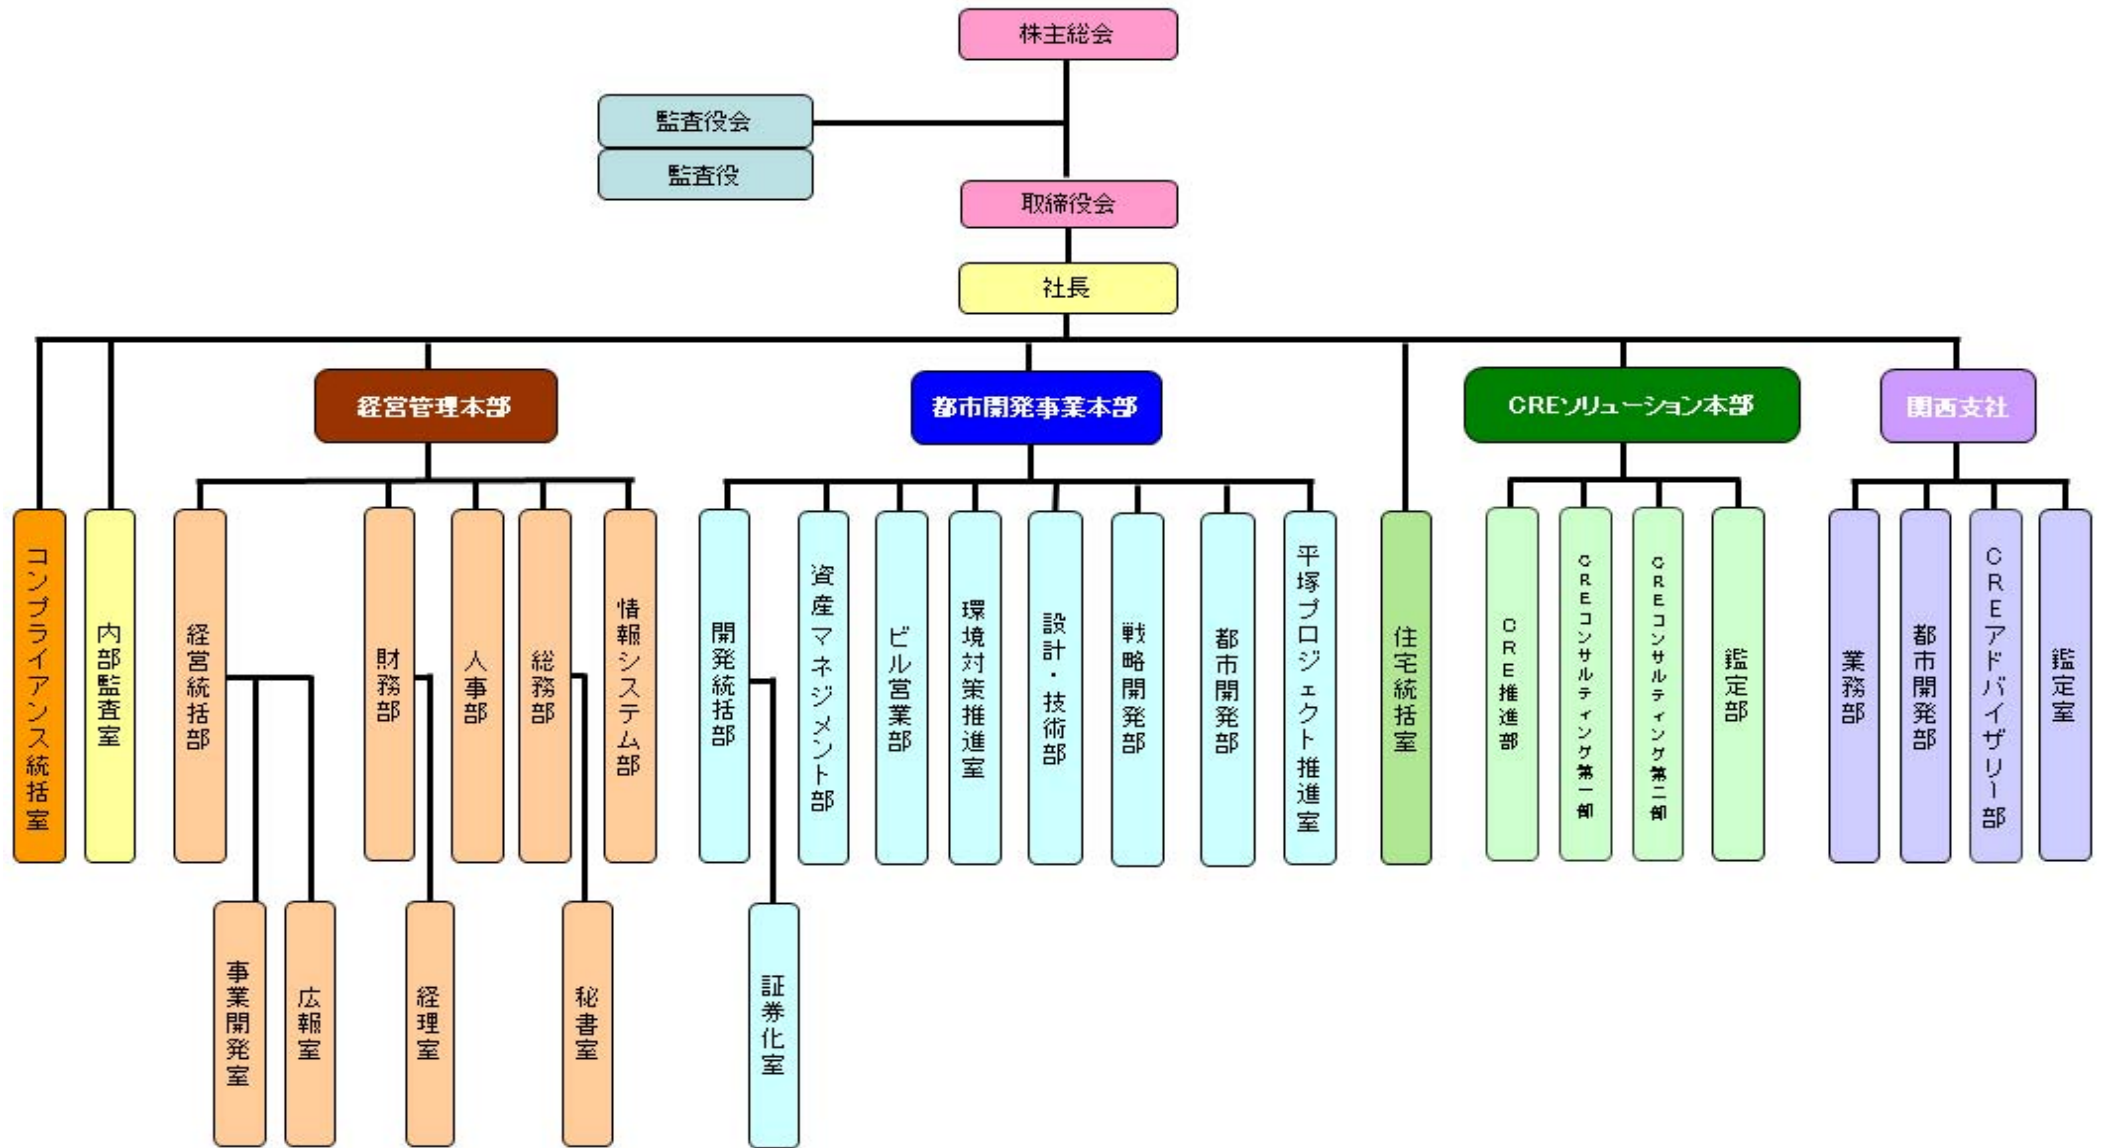 株主総会
監査役会
監査役
取締役会
社長
経営管理本部
都市開発事業本部
CREソリューション本部
関西支社
コンプライアンス統括室
内部監査室
経営統括部
財務部
人事部
総務部
情報システム部
開発統括部
資産マネジメント部
ビル営業部
環境対策推進室
設計・技術部
戦略開発部
都市開発部
平塚プロジェクト推進室
住宅統括室
CRE推進部
CREコンサルティング第一部
CREコンサルティング第二部
鑑定部
業務部
都市開発部
CREアドバイザリー部
鑑定室
事業開発室
広報室
経理室
秘書室
証券化室